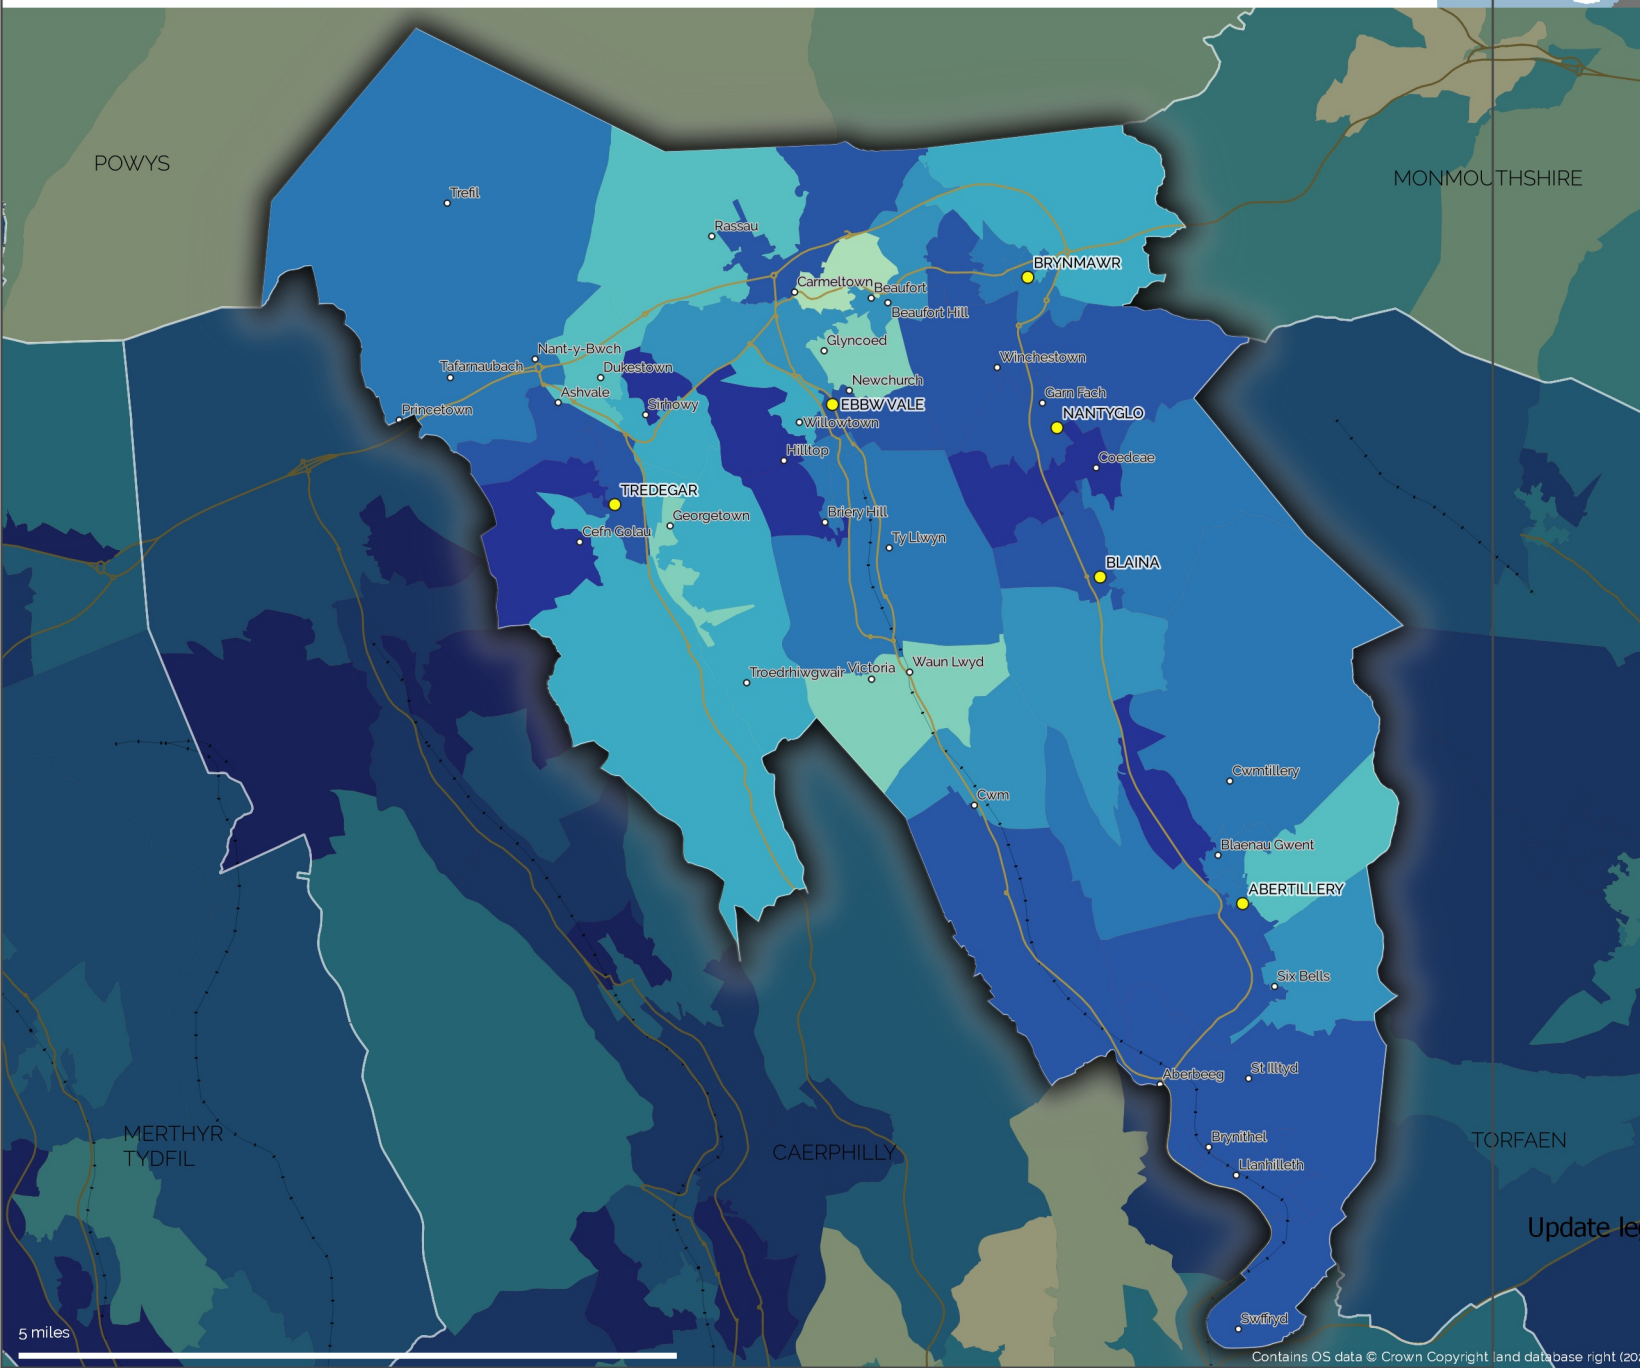 POWYS
MONMOUTHSHIRE
Trefil
Rassau
BRYNMAWR
Carmeltown
Beaufort
Beaufort Hill
Glyncoed
Nant-y-Bwch
Winchestown
Tafarnaubach
Dukestown
Newchurch
Ashvale
Garn Fach
Sirhowy
EBBW VALE
Princetown
NANTYGLO
Willowtown
Hilltop
Coedcae
TREDEGAR
Georgetown
Briery Hill
Cefn Golau
Ty Llwyn
BLAINA
Troedrhiwgwair
Victoria
Waun Lwyd
Cwmtillery
Cwm
Blaenau Gwent
ABERTILLERY
Six Bells
Aberbeeg
St Illtyd
MERTHYR
TYDFIL
CAERPHILLY
Brynithel
TORFAEN
Llanhilleth
Update le
Swffryd
5 miles
Contains OS data © Crown Copyright and database right (20